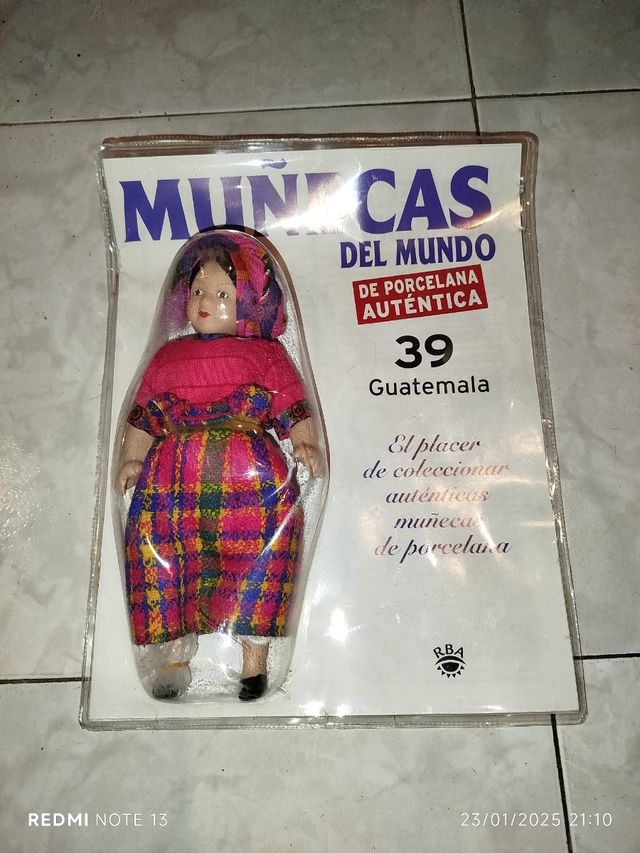 MUÑECAS
DEL MUNDO
DE PORCELANA
AUTÉNTICA
39
Guatemala
El placer
de coleccionar
auténticas
muñecas
de porcelana
RBA
REDMI NOTE 13
23/01/2025 21:10